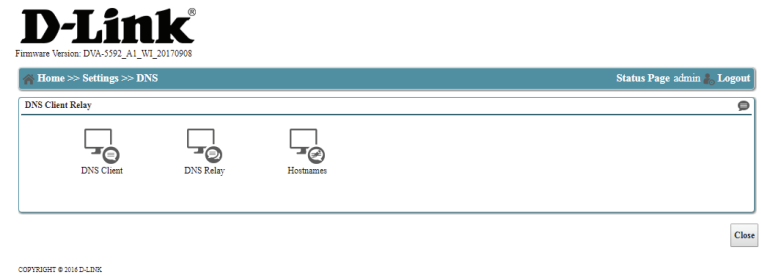 D-Link®
Firmware Version: DVA-5592_A1_WI_20170908
Home >> Settings >> DNS Status Page admin Logout
DNS Client Relay
DNS Client DNS Relay Hostnames
Close
COPYRIGHT © 2016 D-LINK